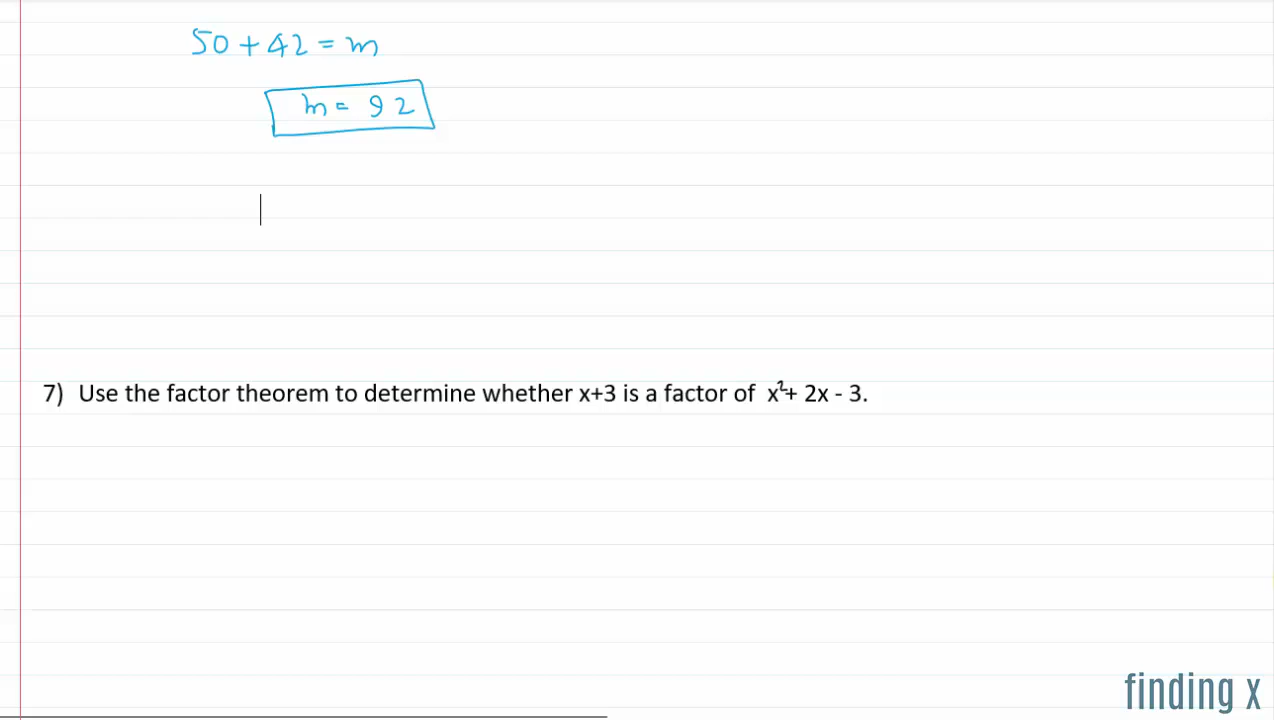 50 + 42 = m
m = 92
7) Use the factor theorem to determine whether x+3 is a factor of x²+ 2x - 3.
finding x